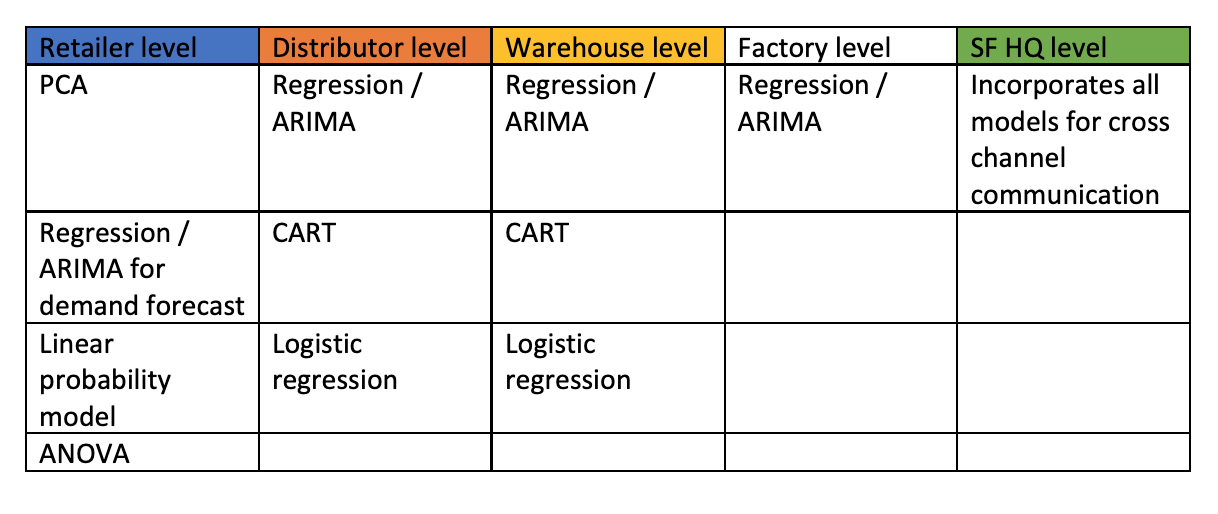 Retailer level
Distributor level
Warehouse level
Factory level
SF HQ level
PCA
Regression /
ARIMA
Regression /
ARIMA
Regression /
ARIMA
Incorporates all
models for cross
channel
communication
Regression /
ARIMA for
demand forecast
CART
CART
Linear
probability
model
Logistic
regression
Logistic
regression
ANOVA